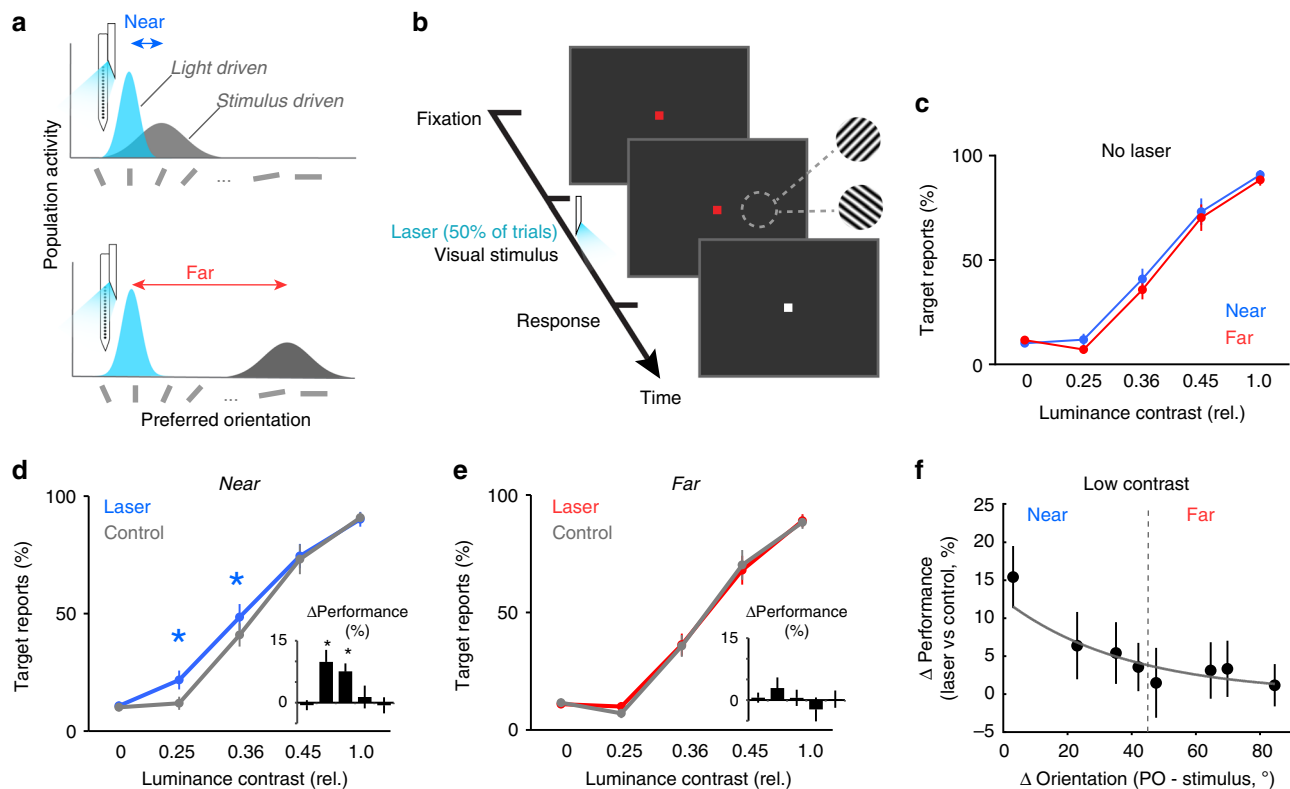 a
Near
Light driven
Stimulus driven
...
Far
...
Population activity
Preferred orientation
b
Fixation
Laser (50% of trials)
Visual stimulus
Response
Time
c
No laser
100
50
0
Target reports (%)
Near
Far
0 0.25 0.36 0.45 1.0
Luminance contrast (rel.)
d
Near
100
50
0
Target reports (%)
Laser
Control
*
*
ΔPerformance
(%)
15
0
* *
0 0.25 0.36 0.45 1.0
Luminance contrast (rel.)
e
Far
100
50
0
Target reports (%)
Laser
Control
ΔPerformance
(%)
15
0
0 0.25 0.36 0.45 1.0
Luminance contrast (rel.)
f
Low contrast
Near
Far
25
20
15
10
5
0
–5
Δ Performance
(laser vs control, %)
0 20 40 60 80
Δ Orientation (PO - stimulus, °)